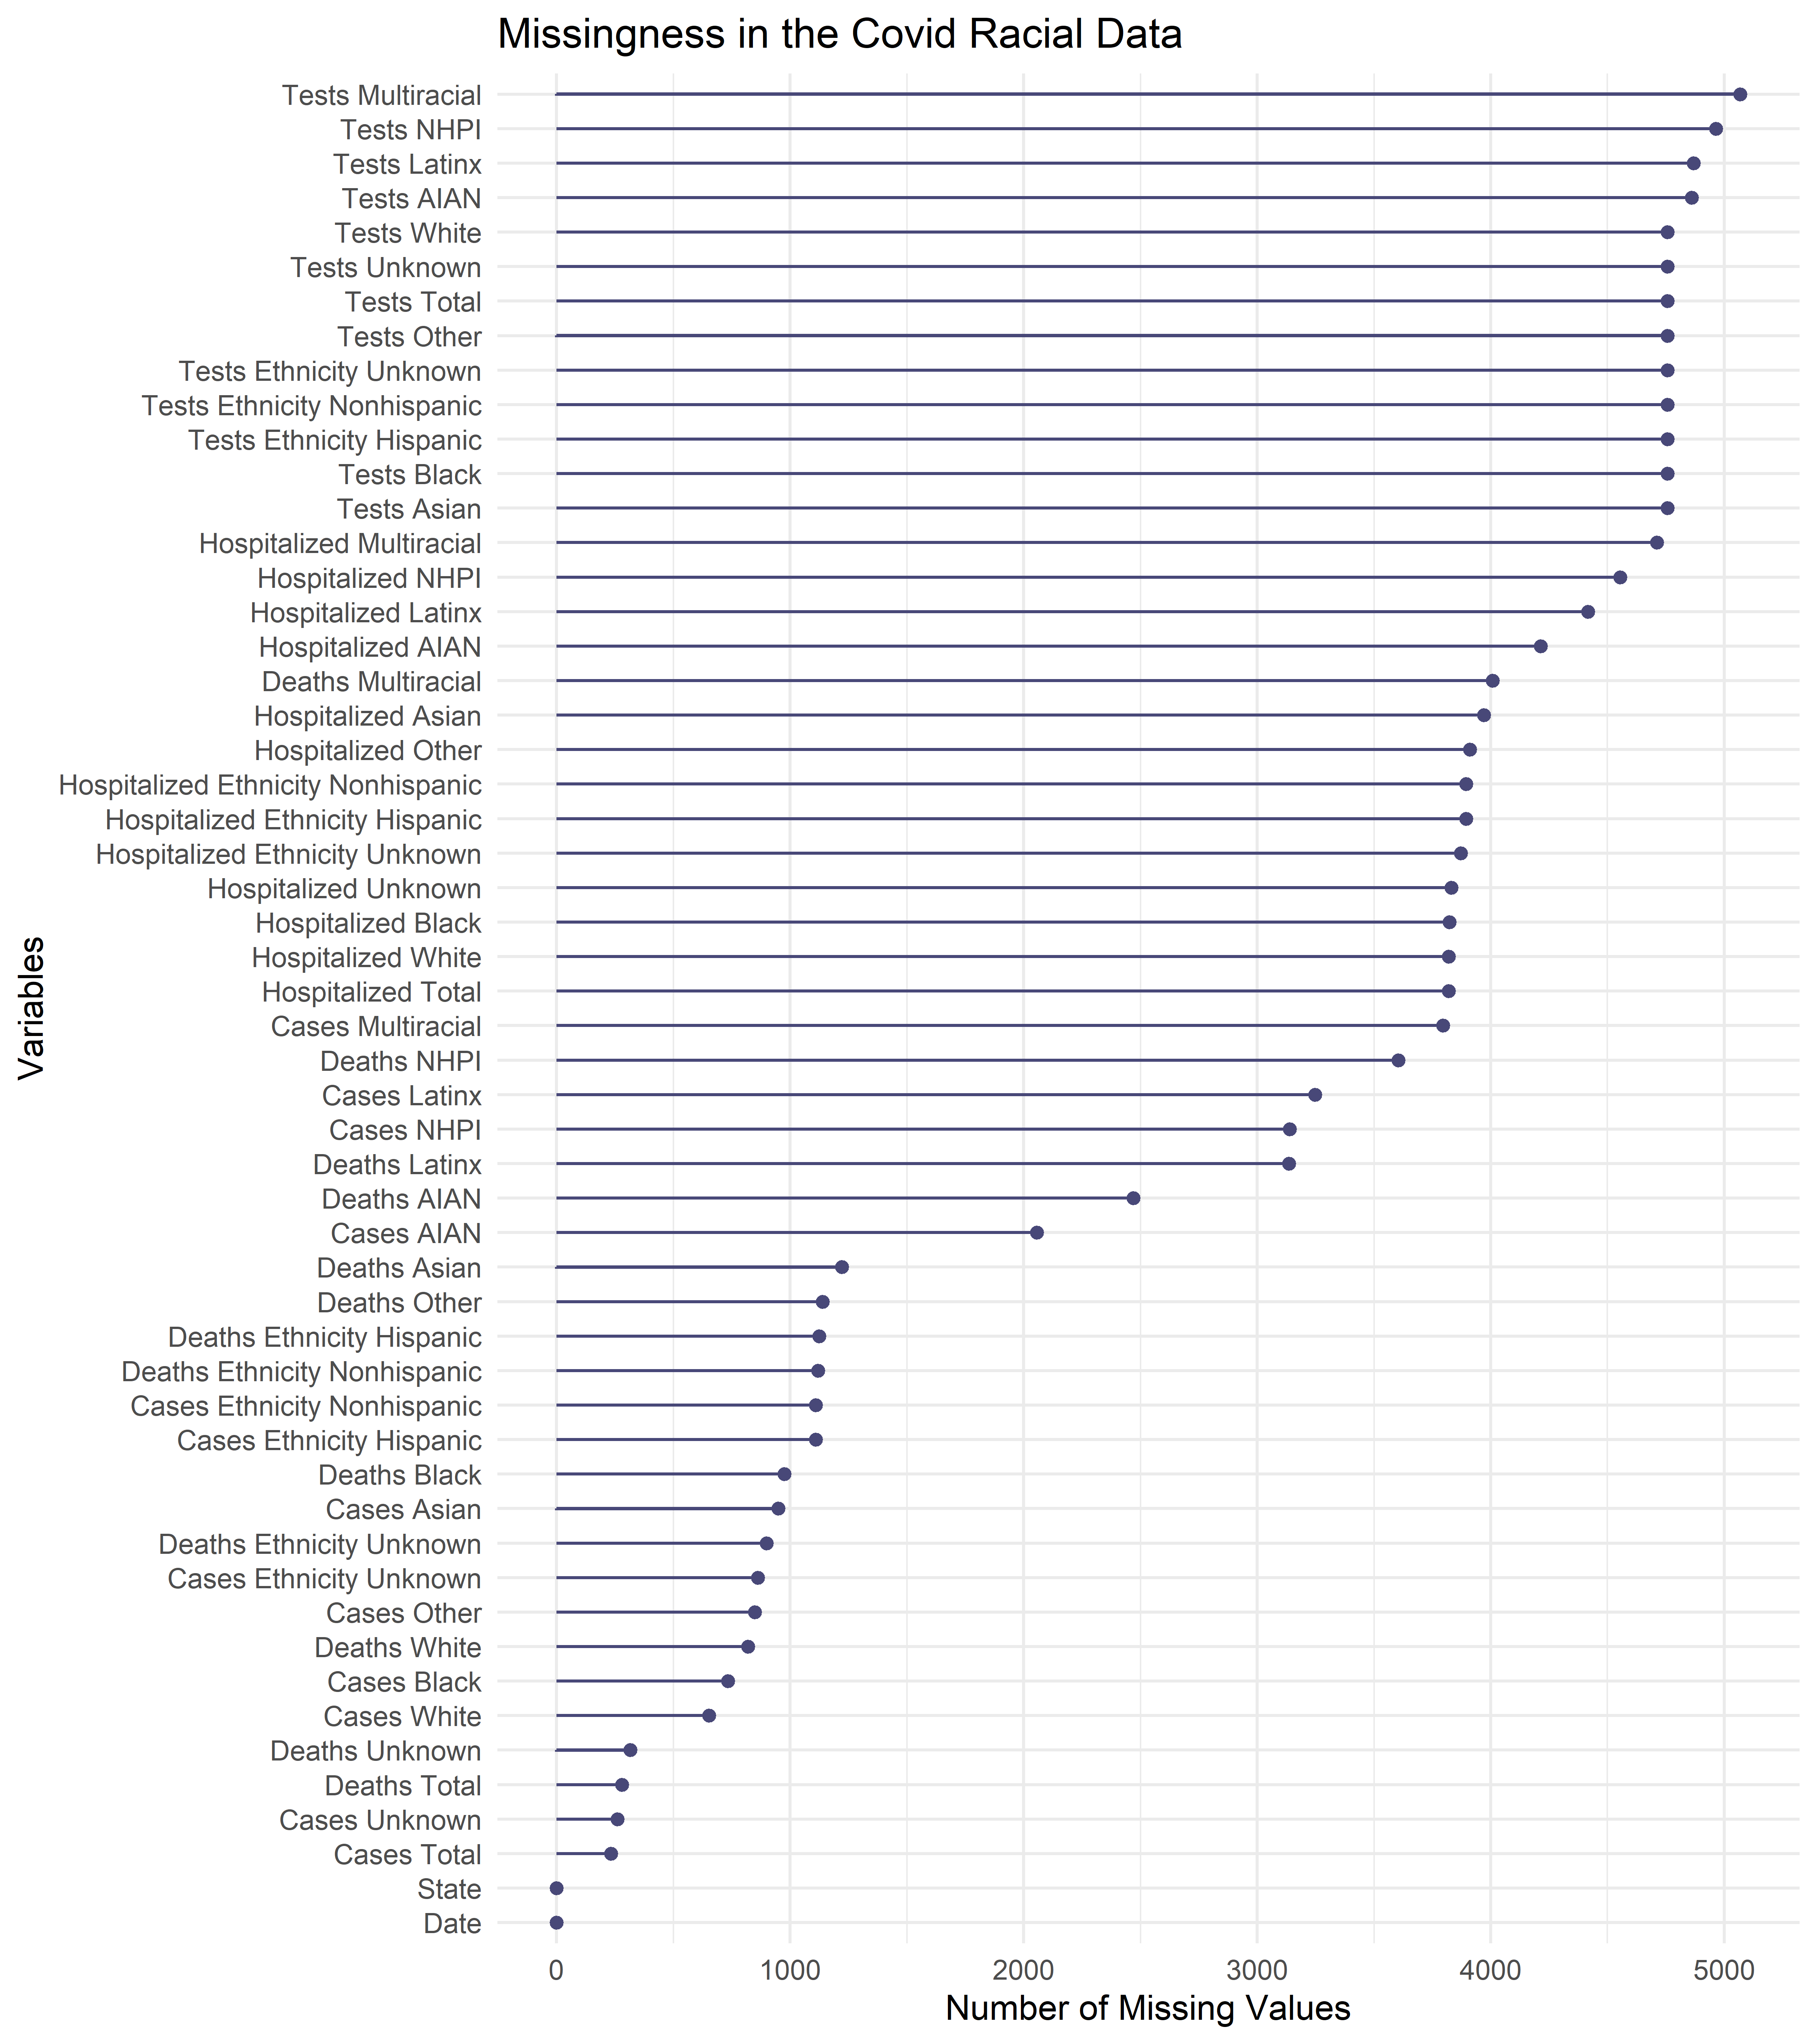 Missingness in the Covid Racial Data
Tests Multiracial
Tests NHPI
Tests Latinx
Tests AIAN
Tests White
Tests Unknown
Tests Total
Tests Other
Tests Ethnicity Unknown
Tests Ethnicity Nonhispanic
Tests Ethnicity Hispanic
Tests Black
Tests Asian
Hospitalized Multiracial
Hospitalized NHPI
Hospitalized Latinx
Hospitalized AIAN
Deaths Multiracial
Hospitalized Asian
Hospitalized Other
Hospitalized Ethnicity Nonhispanic
Hospitalized Ethnicity Hispanic
Hospitalized Ethnicity Unknown
Hospitalized Unknown
Hospitalized Black
Hospitalized White
Hospitalized Total
Cases Multiracial
Deaths NHPI
Cases Latinx
Cases NHPI
Deaths Latinx
Deaths AIAN
Cases AIAN
Deaths Asian
Deaths Other
Deaths Ethnicity Hispanic
Deaths Ethnicity Nonhispanic
Cases Ethnicity Nonhispanic
Cases Ethnicity Hispanic
Deaths Black
Cases Asian
Deaths Ethnicity Unknown
Cases Ethnicity Unknown
Cases Other
Deaths White
Cases Black
Cases White
Deaths Unknown
Deaths Total
Cases Unknown
Cases Total
State
Date
Variables
0 1000 2000 3000 4000 5000
Number of Missing Values